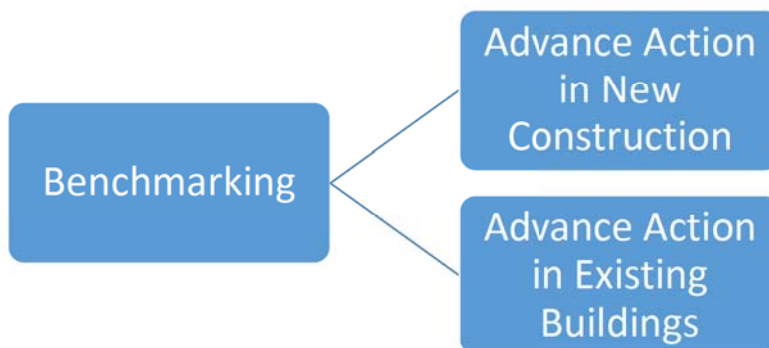 Benchmarking
Advance Action
in New
Construction
Advance Action
in Existing
Buildings